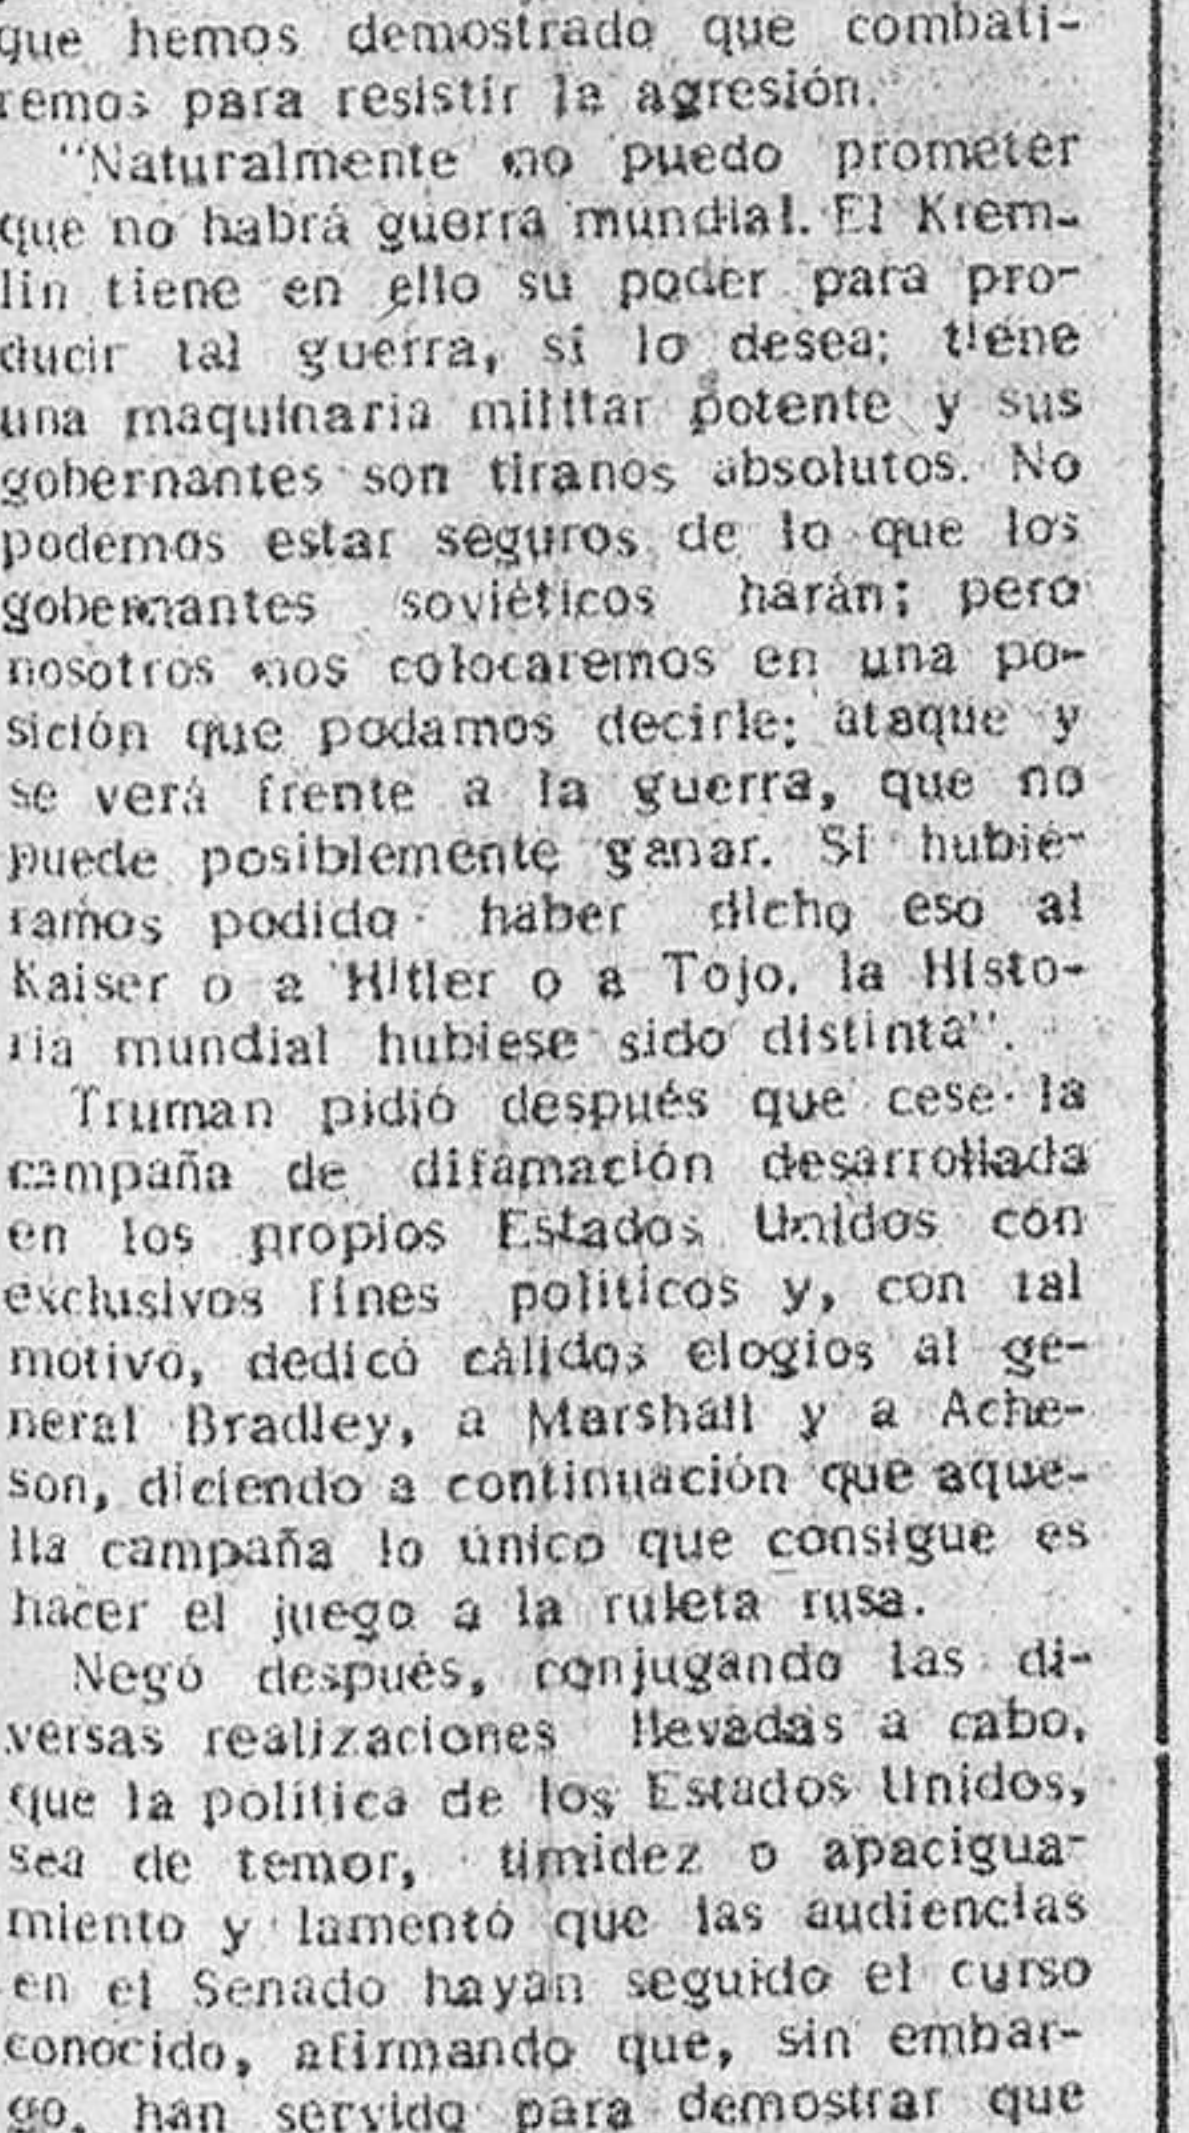 que hemos demostrado que combati-
remos para resistir la agresión.
"Naturalmente no puedo prometer
que no habrá guerra mundial. El Krem-
lin tiene en ello su poder para pro-
ducir tal guerra, si lo desea; tiene
una maquinaria militar potente y sus
gobernantes son tiranos absolutos. No
podemos estar seguros de lo que los
gobernantes soviéticos harán; pero
nosotros nos colocaremos en una po-
sición que podamos decirle: ataque y
se verá frente a la guerra, que no
puede posiblemente ganar. Si hubié-
ramos podido haber dicho eso al
Kaiser o a Hitler o a Tojo, la Histo-
ria mundial hubiese sido distinta".
Truman pidió después que cese la
campaña de difamación desarrollada
en los propios Estados Unidos con
exclusivos fines políticos y, con tal
motivo, dedicó cálidos elogios al ge-
neral Bradley, a Marshall y a Ache-
son, diciendo a continuación que aque-
lla campaña lo único que consigue es
hacer el juego a la ruleta rusa.
Negó después, conjugando las di-
versas realizaciones llevadas a cabo,
que la política de los Estados Unidos,
sea de temor, timidez o apacigua-
miento y lamentó que las audiencias
en el Senado hayan seguido el curso
conocido, afirmando que, sin embar-
go, han servido para demostrar que